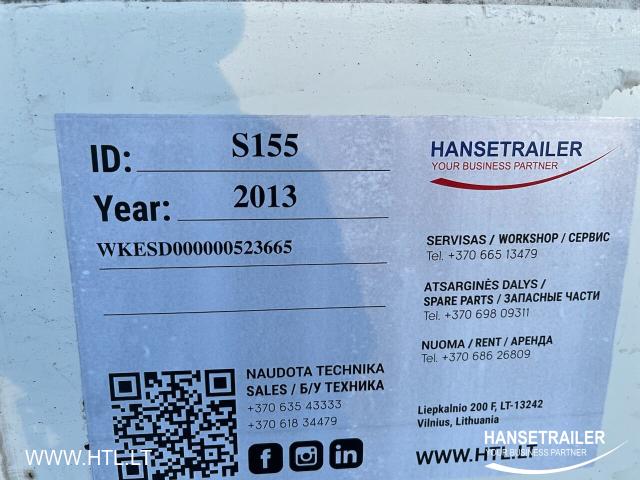 ID: S155
Year: 2013
WKESD000000523665
HANSETRAILER
YOUR BUSINESS PARTNER
SERVISAS / WORKSHOP / СЕРВИС
Tel. +370 665 13479
ATSARGINĖS DALYS /
SPARE PARTS / ЗАПАСНЫЕ ЧАСТИ
Tel. +370 698 09311
NUOMA / RENT / АРЕНДА
Tel. +370 686 26809
NAUDOTA TECHNIKA
SALES / Б/У ТЕХНИКА
+370 635 43333
+370 618 34479
Liepkalnio 200 F, LT-13242
Vilnius, Lithuania
WWW.HTL.LT
HANSETRAILER
YOUR BUSINESS PARTNER
WWW.HTL.LT